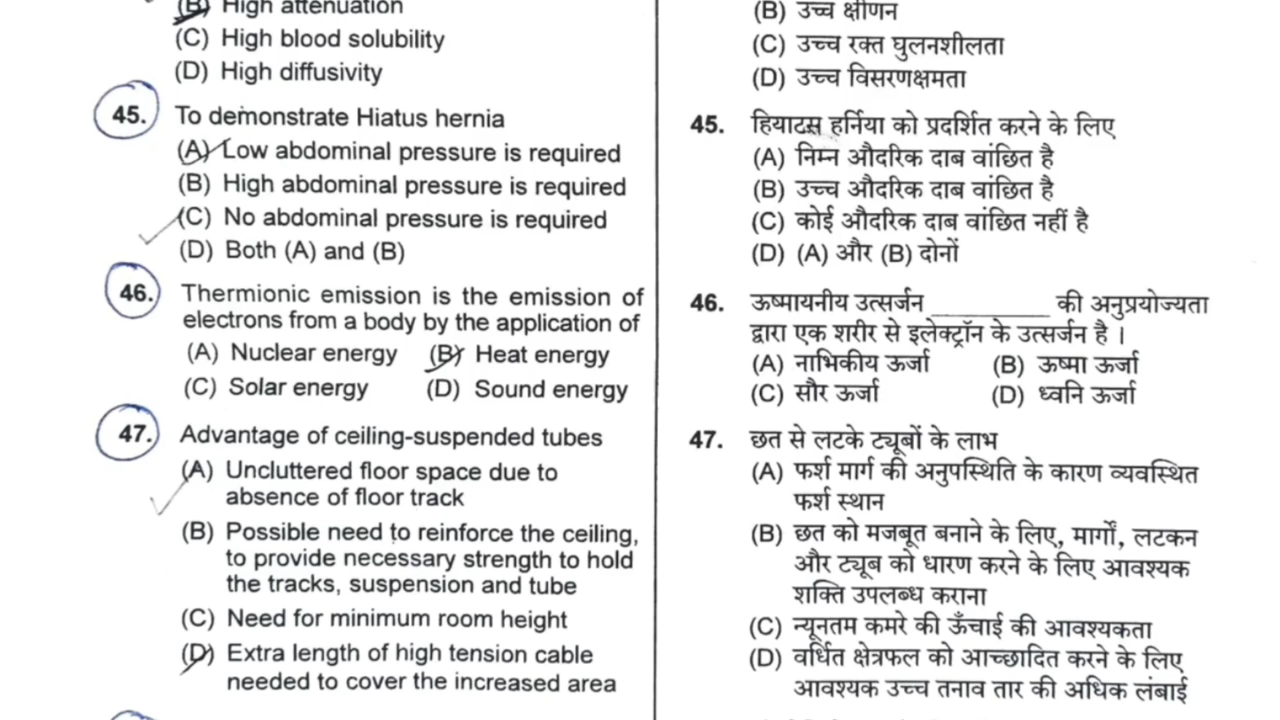 (B) High attenuation
(C) High blood solubility
(D) High diffusivity
45. To demonstrate Hiatus hernia
(A) Low abdominal pressure is required
(B) High abdominal pressure is required
(C) No abdominal pressure is required
(D) Both (A) and (B)
46. Thermionic emission is the emission of
electrons from a body by the application of
(A) Nuclear energy (B) Heat energy
(C) Solar energy (D) Sound energy
47. Advantage of ceiling-suspended tubes
(A) Uncluttered floor space due to
absence of floor track
(B) Possible need to reinforce the ceiling,
to provide necessary strength to hold
the tracks, suspension and tube
(C) Need for minimum room height
(D) Extra length of high tension cable
needed to cover the increased area
(B) उच्च क्षीणन
(C) उच्च रक्त घुलनशीलता
(D) उच्च विसरणक्षमता
45. हियाटस हर्निया को प्रदर्शित करने के लिए
(A) निम्न औदरिक दाब वांछित है
(B) उच्च औदरिक दाब वांछित है
(C) कोई औदरिक दाब वांछित नहीं है
(D) (A) और (B) दोनों
46. ऊष्मायनीय उत्सर्जन __________ की अनुप्रयोज्यता
द्वारा एक शरीर से इलेक्ट्रॉन के उत्सर्जन है ।
(A) नाभिकीय ऊर्जा (B) ऊष्मा ऊर्जा
(C) सौर ऊर्जा (D) ध्वनि ऊर्जा
47. छत से लटके ट्यूबों के लाभ
(A) फर्श मार्ग की अनुपस्थिति के कारण व्यवस्थित
फर्श स्थान
(B) छत को मजबूत बनाने के लिए, मार्गों, लटकन
और ट्यूब को धारण करने के लिए आवश्यक
शक्ति उपलब्ध कराना
(C) न्यूनतम कमरे की ऊँचाई की आवश्यकता
(D) वर्धित क्षेत्रफल को आच्छादित करने के लिए
आवश्यक उच्च तनाव तार की अधिक लंबाई